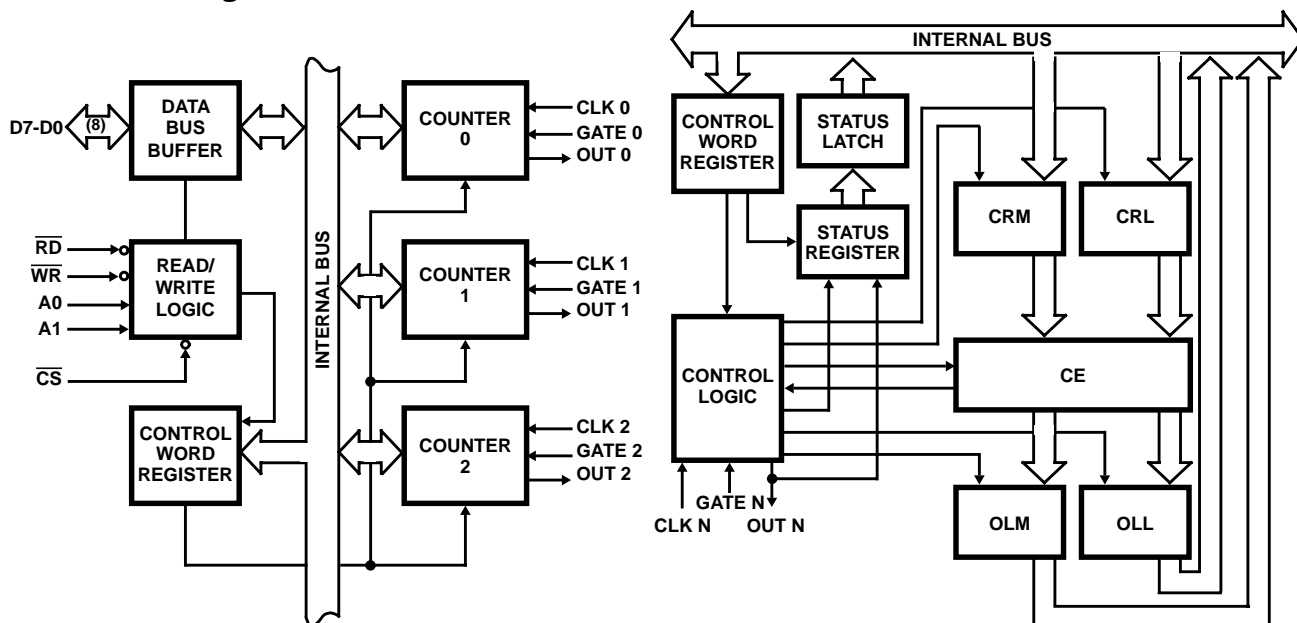 D7-D0
(8)
DATA
BUS
BUFFER
RD
WR
A0
A1
CS
READ/
WRITE
LOGIC
CONTROL
WORD
REGISTER
INTERNAL BUS
COUNTER
0
CLK 0
GATE 0
OUT 0
COUNTER
1
CLK 1
GATE 1
OUT 1
COUNTER
2
CLK 2
GATE 2
OUT 2
INTERNAL BUS
CONTROL
WORD
REGISTER
STATUS
LATCH
STATUS
REGISTER
CRM
CRL
CONTROL
LOGIC
CE
GATE N
CLK N
OUT N
OLM
OLL